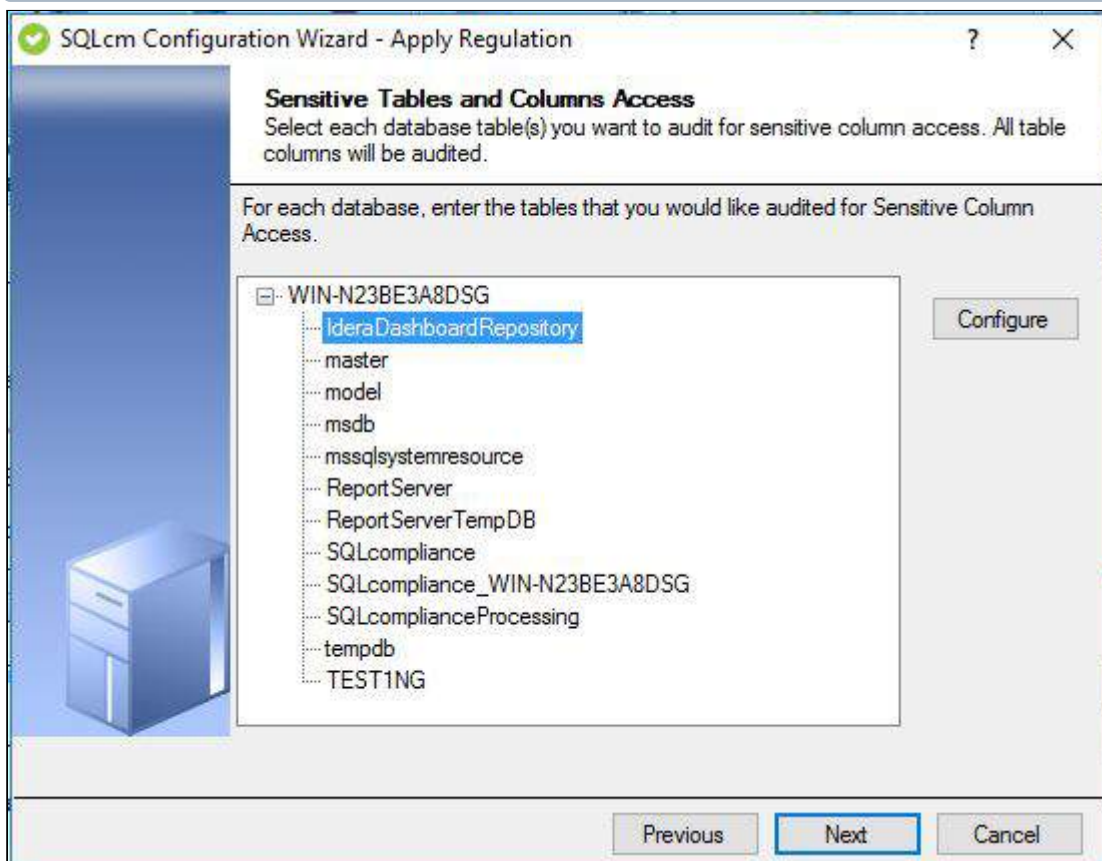 SQLcm Configuration Wizard - Apply Regulation
Sensitive Tables and Columns Access
Select each database table(s) you want to audit for sensitive column access. All table
columns will be audited.
For each database, enter the tables that you would like audited for Sensitive Column
Access.
WIN-N23BE3A8DSG
IderaDashboardRepository
master
model
msdb
mssqlsystemresource
ReportServer
ReportServerTempDB
SQLcompliance
SQLcompliance_WIN-N23BE3A8DSG
SQLcomplianceProcessing
tempdb
TEST1NG
Configure
Previous
Next
Cancel